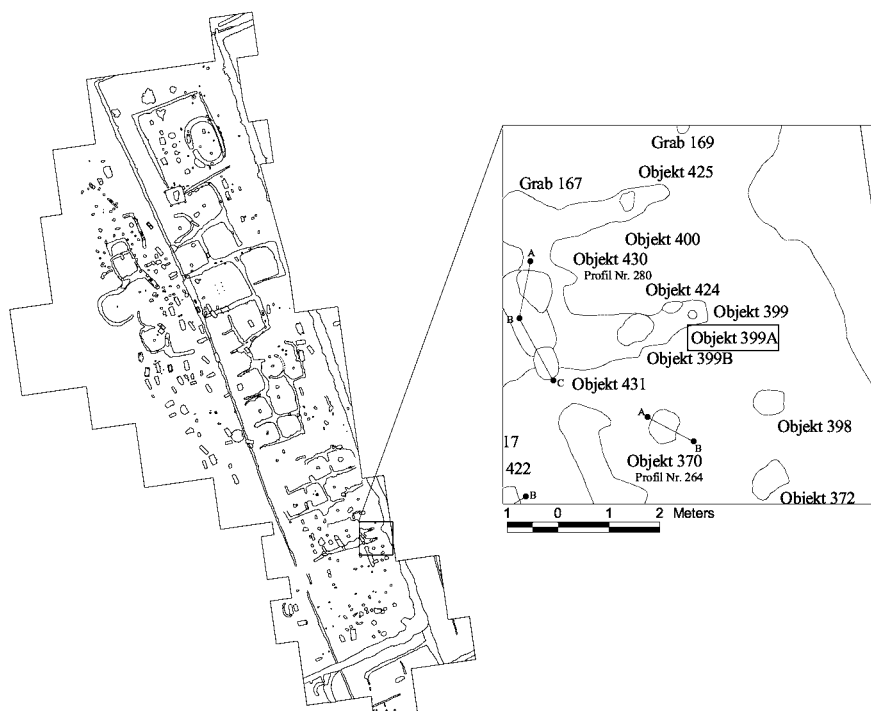 Grab 169
Objekt 425
Grab 167
Objekt 400
A
Objekt 430
Profil Nr. 280
Objekt 424
B
Objekt 399
Objekt 399A
Objekt 399B
C
Objekt 431
A
B
Objekt 398
17
422
Objekt 370
Profil Nr. 264
B
Objekt 372
1 0 1 2 Meters